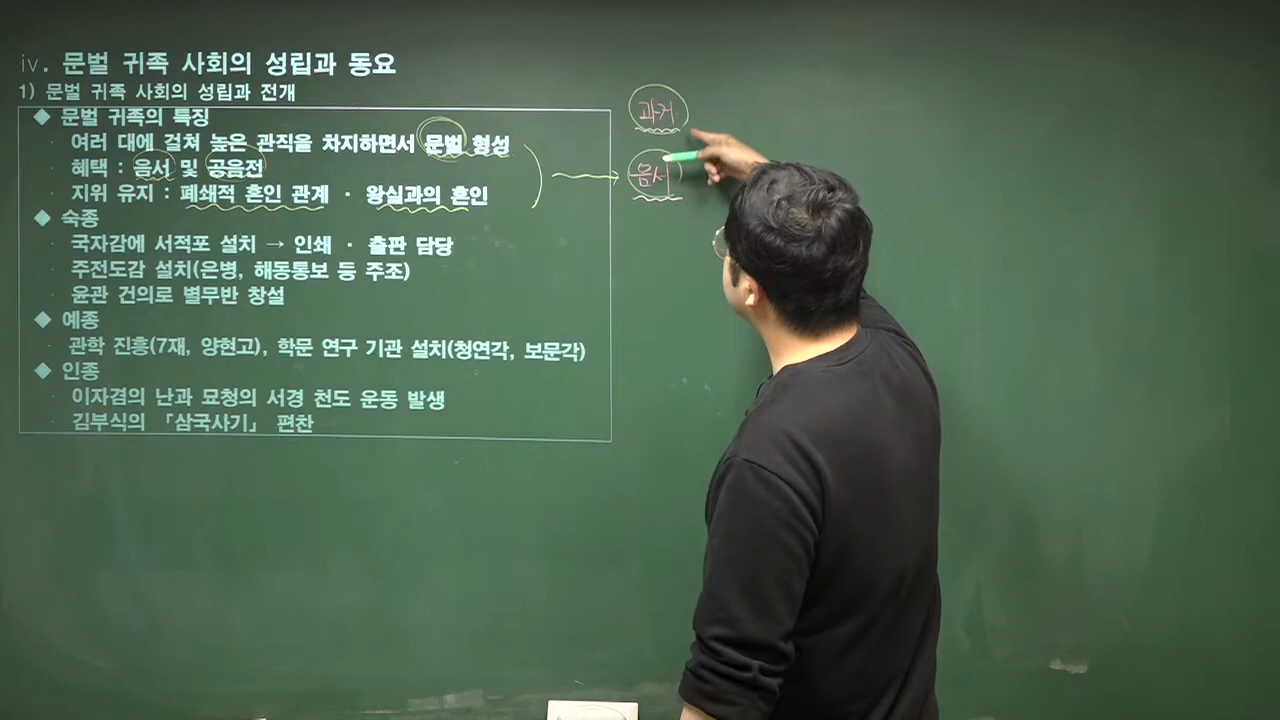 iv. 문벌 귀족 사회의 성립과 동요
1) 문벌 귀족 사회의 성립과 전개
◆ 문벌 귀족의 특징
· 여러 대에 걸쳐 높은 관직을 차지하면서 문벌 형성
· 혜택 : 음서 및 공음전
· 지위 유지 : 폐쇄적 혼인 관계 · 왕실과의 혼인
◆ 숙종
· 국자감에 서적포 설치 → 인쇄 · 출판 담당
· 주전도감 설치(은병, 해동통보 등 주조)
· 윤관 건의로 별무반 창설
◆ 예종
· 관학 진흥(7재, 양현고), 학문 연구 기관 설치(청연각, 보문각)
◆ 인종
· 이자겸의 난과 묘청의 서경 천도 운동 발생
· 김부식의 「삼국사기」 편찬
과거
음서